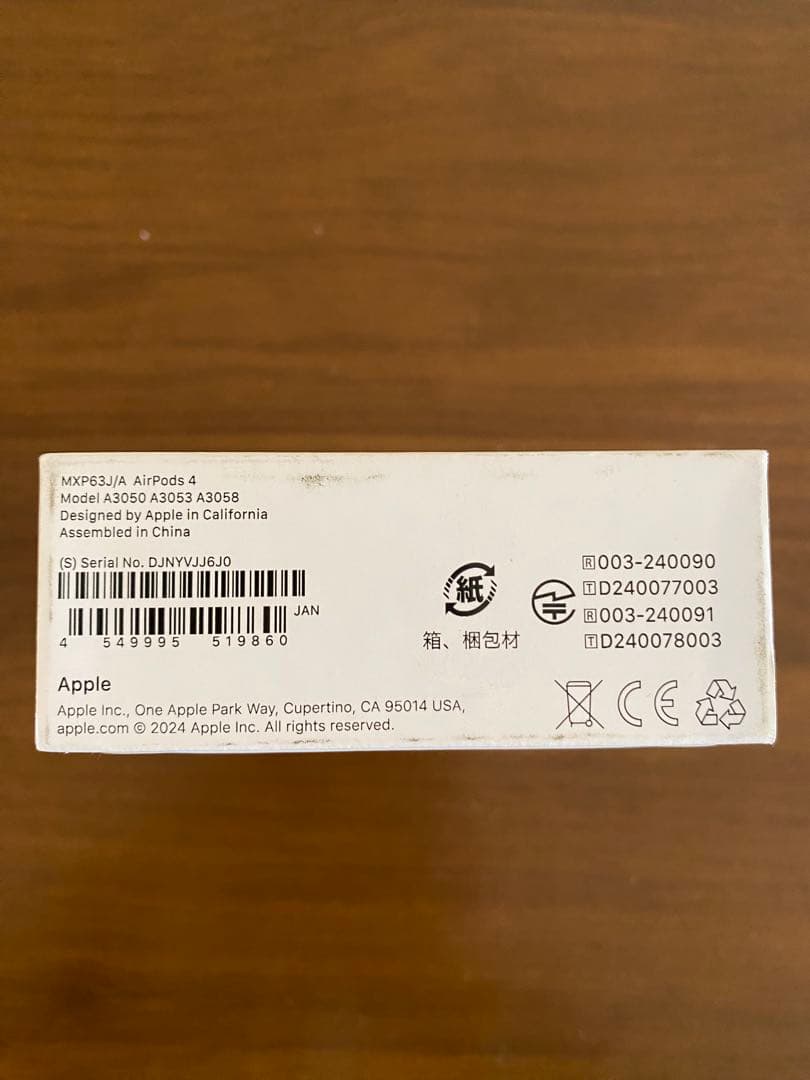 MXP63J/A AirPods 4
Model A3050 A3053 A3058
Designed by Apple in California
Assembled in China
(S) Serial No. DJNYVJJ6J0
JAN
4 549995 519860
紙
箱、梱包材
R003-240090
TD240077003
R003-240091
TD240078003
Apple
Apple Inc., One Apple Park Way, Cupertino, CA 95014 USA,
apple.com © 2024 Apple Inc. All rights reserved.
CE